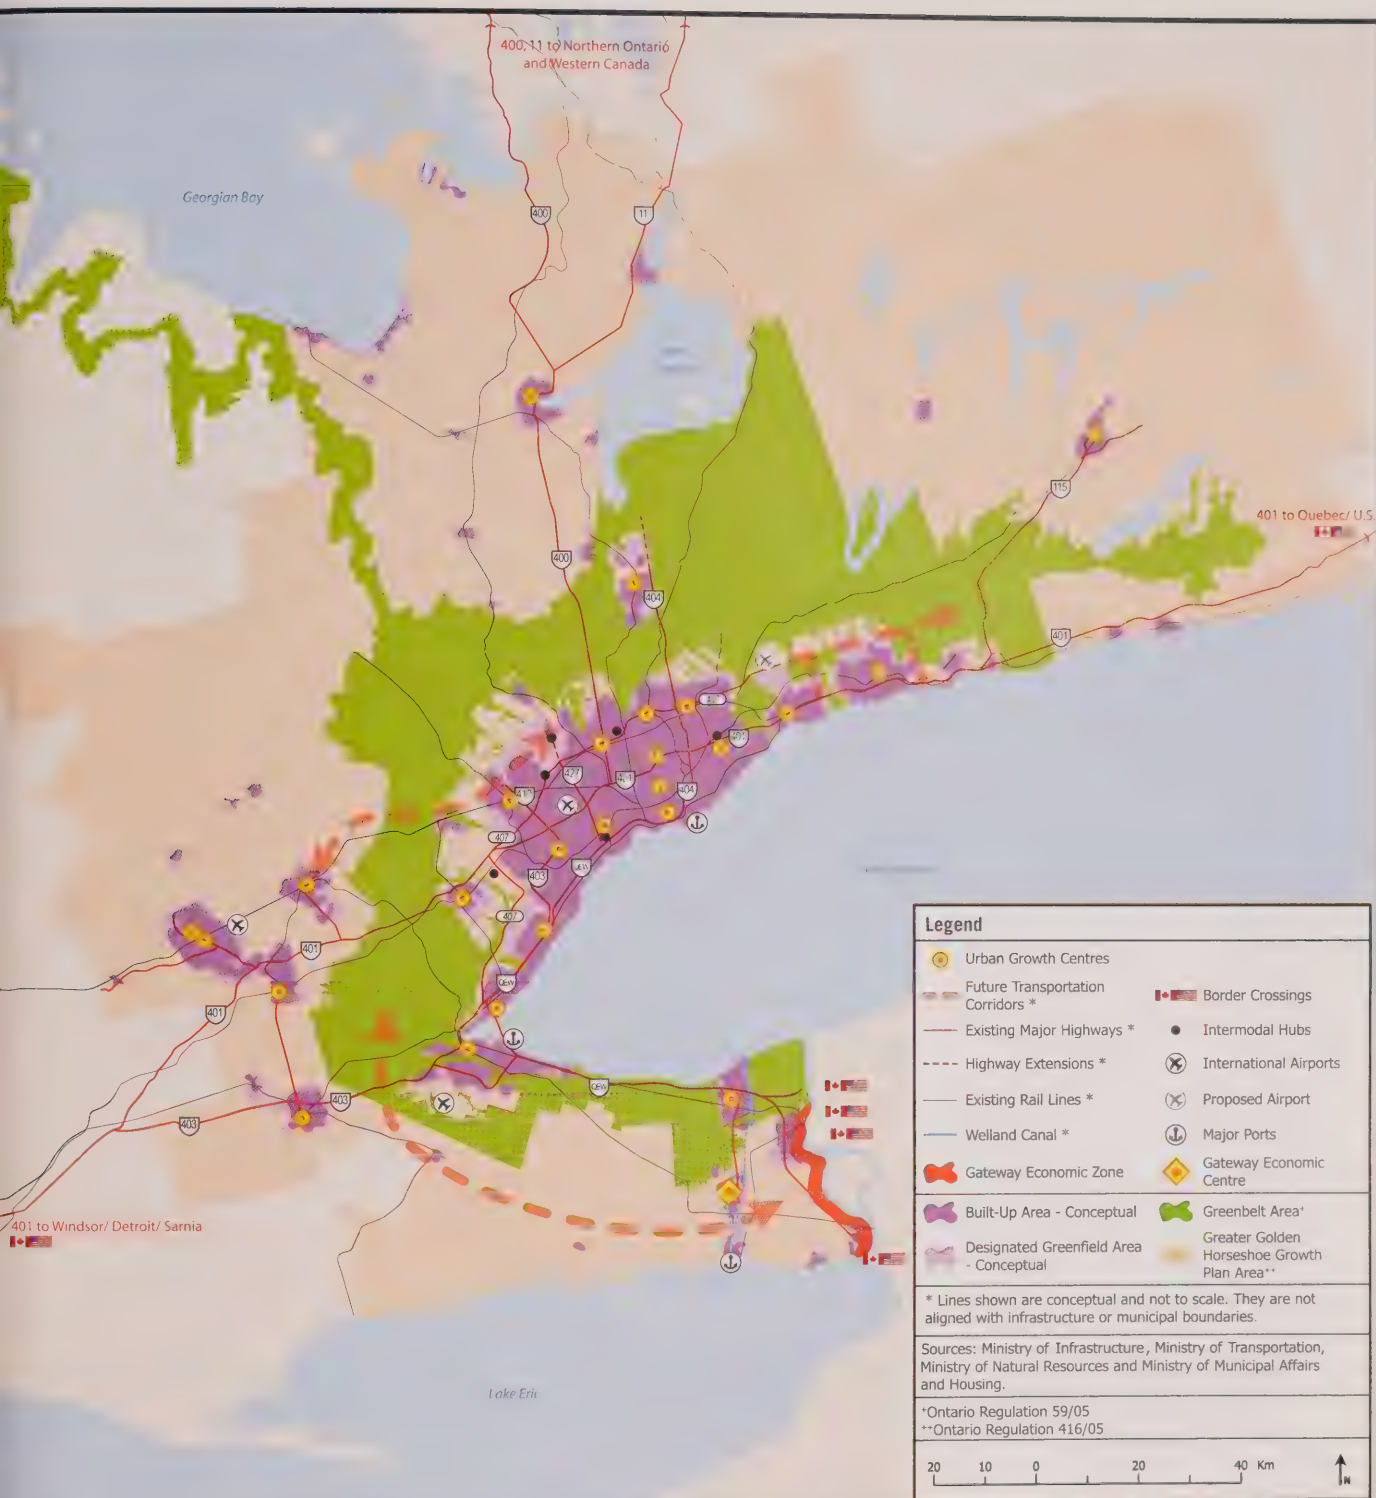 400, 11 to Northern Ontario
and Western Canada
Georgian Bay
400
11
115
401 to Quebec/ U.S.
400
404
401
427
410
404
407
403
QEW
407
401
QEW
401
403
403
QEW
401 to Windsor/ Detroit/ Sarnia
Lake Erie
Legend
Urban Growth Centres
Future Transportation
Corridors *
Border Crossings
Existing Major Highways *
Intermodal Hubs
Highway Extensions *
International Airports
Existing Rail Lines *
Proposed Airport
Welland Canal *
Major Ports
Gateway Economic Zone
Gateway Economic
Centre
Built-Up Area - Conceptual
Greenbelt Area⁺
Designated Greenfield Area
- Conceptual
Greater Golden
Horseshoe Growth
Plan Area⁺⁺
* Lines shown are conceptual and not to scale. They are not
aligned with infrastructure or municipal boundaries.
Sources: Ministry of Infrastructure, Ministry of Transportation,
Ministry of Natural Resources and Ministry of Municipal Affairs
and Housing.
⁺Ontario Regulation 59/05
⁺⁺Ontario Regulation 416/05
20 10 0 20 40 Km
N